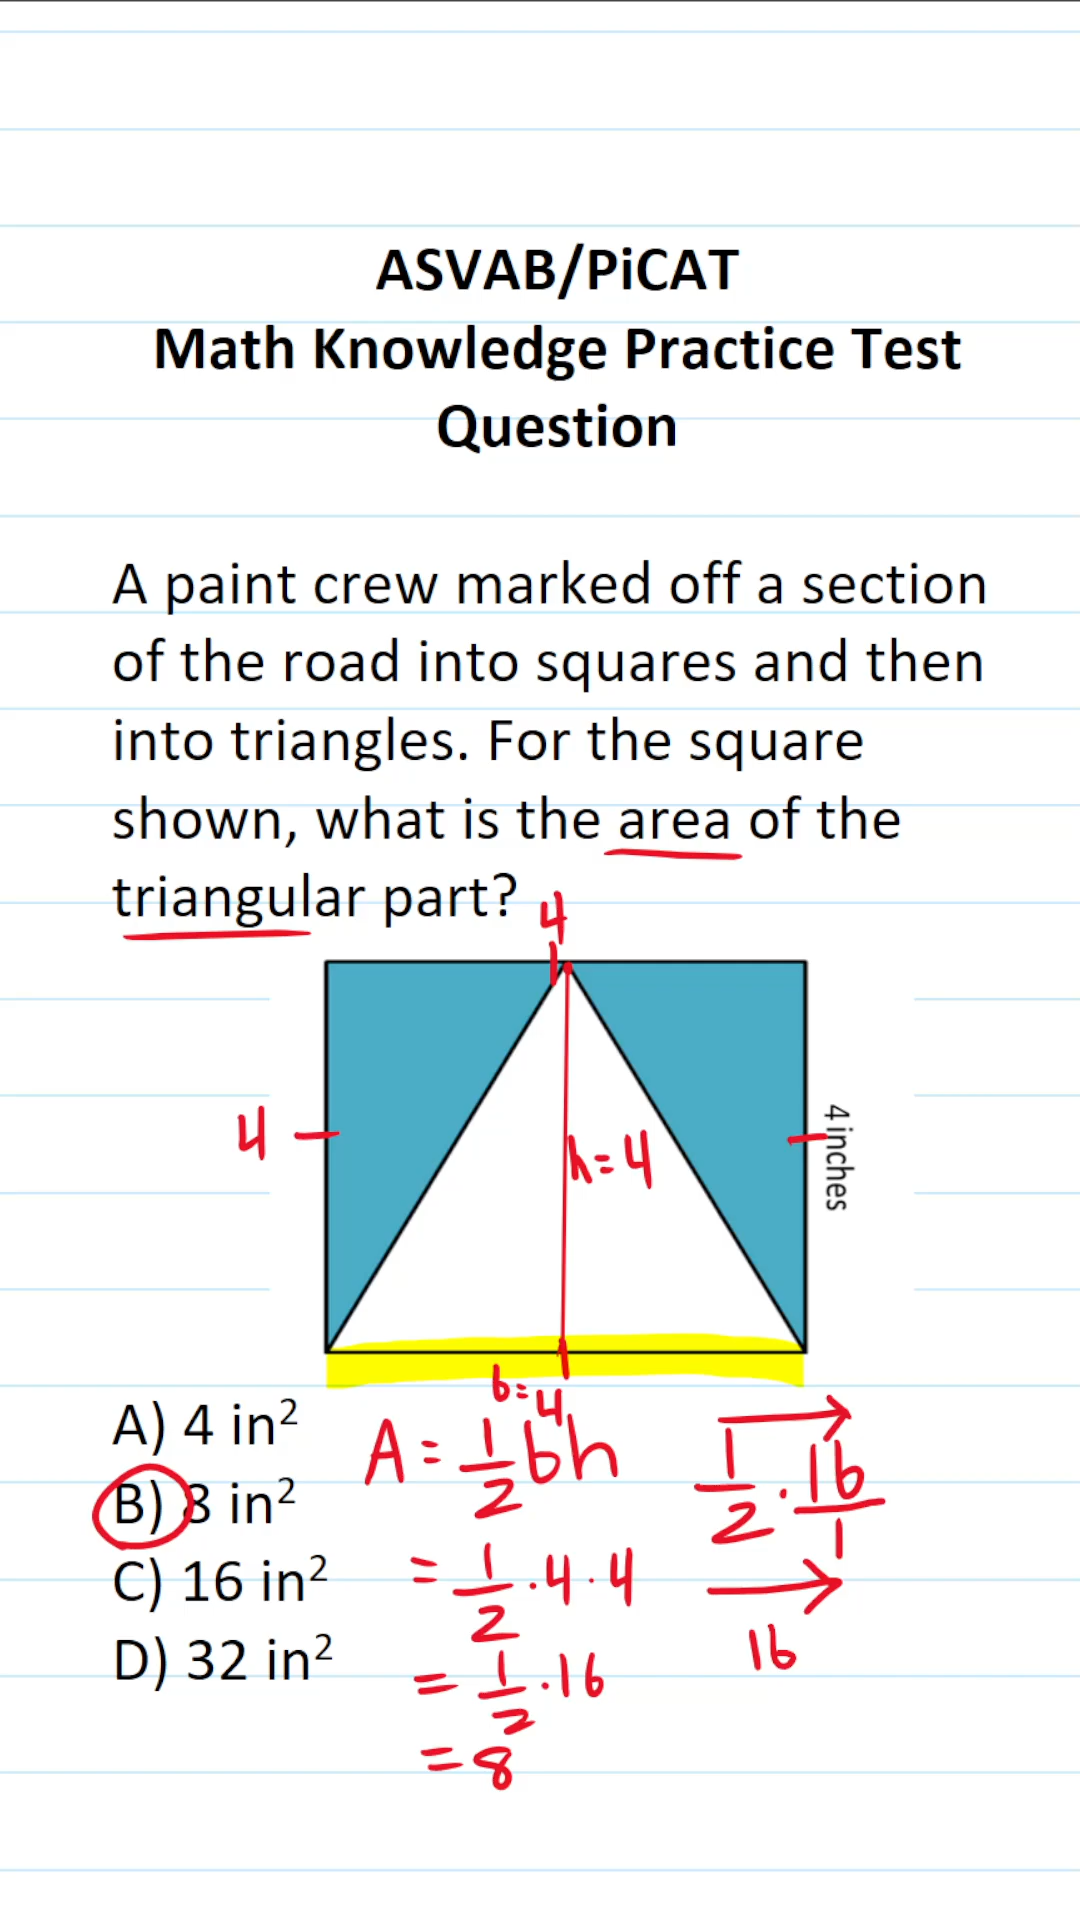 ASVAB/PiCAT
Math Knowledge Practice Test
Question
A paint crew marked off a section
of the road into squares and then
into triangles. For the square
shown, what is the area of the
triangular part?
4
4
h=4
4 inches
b=4
A) 4 in²
B) 8 in²
C) 16 in²
D) 32 in²
A = 1/2 bh
= 1/2 · 4 · 4
= 1/2 · 16
= 8
1/2 · 16/1
16